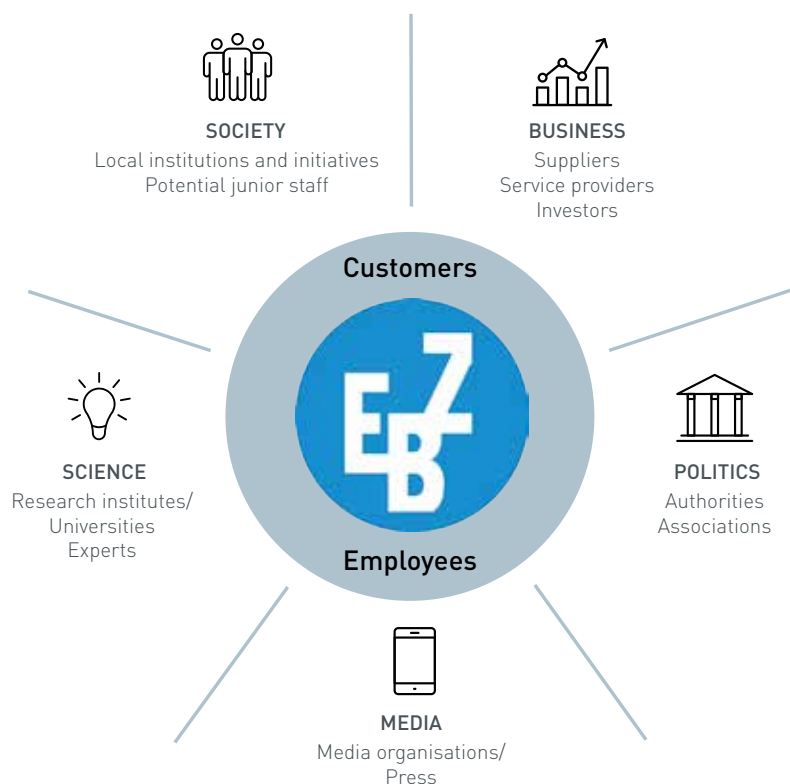 SOCIETY
Local institutions and initiatives
Potential junior staff
BUSINESS
Suppliers
Service providers
Investors
Customers
EBZ
Employees
SCIENCE
Research institutes/
Universities
Experts
POLITICS
Authorities
Associations
MEDIA
Media organisations/
Press